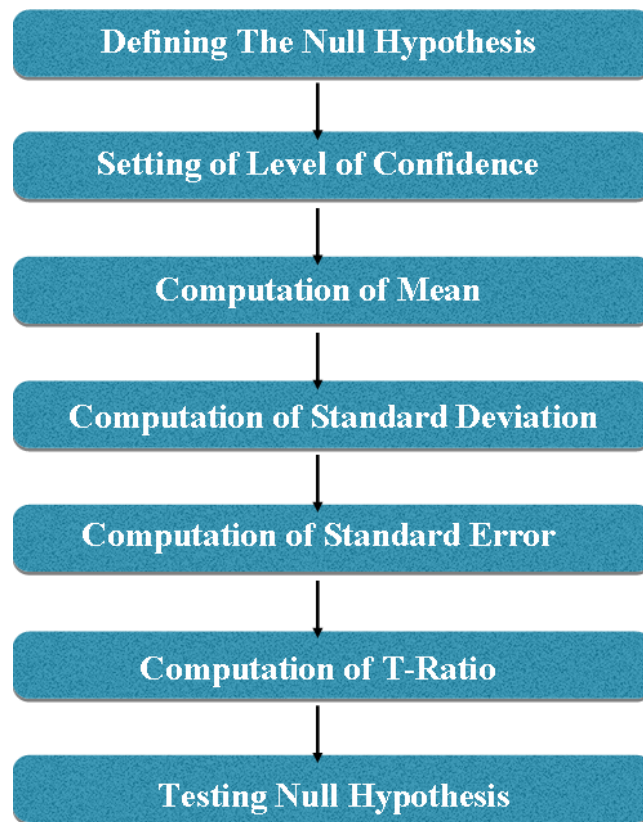 Defining The Null Hypothesis
Setting of Level of Confidence
Computation of Mean
Computation of Standard Deviation
Computation of Standard Error
Computation of T-Ratio
Testing Null Hypothesis